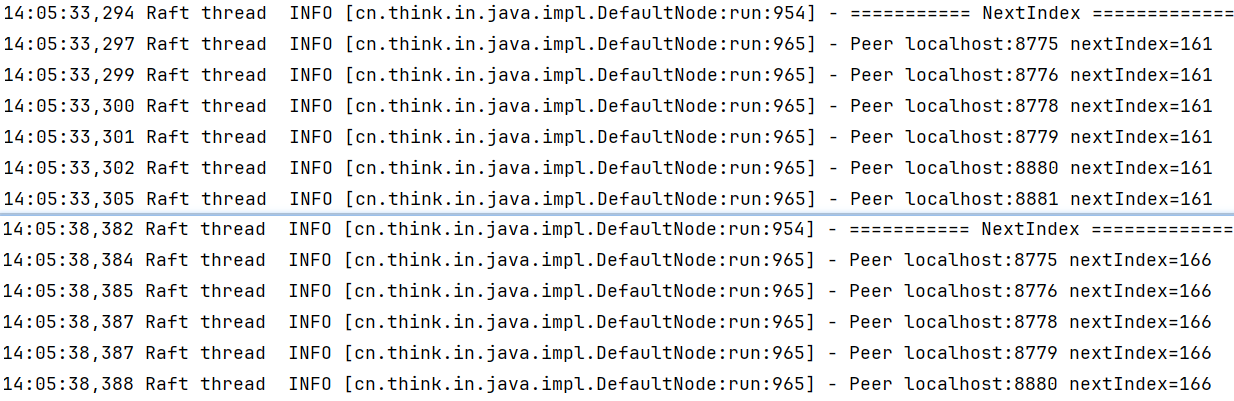 14:05:33,294 Raft thread  INFO [cn.think.in.java.impl.DefaultNode:run:954] - =========== NextIndex =============
14:05:33,297 Raft thread  INFO [cn.think.in.java.impl.DefaultNode:run:965] - Peer localhost:8775 nextIndex=161
14:05:33,299 Raft thread  INFO [cn.think.in.java.impl.DefaultNode:run:965] - Peer localhost:8776 nextIndex=161
14:05:33,300 Raft thread  INFO [cn.think.in.java.impl.DefaultNode:run:965] - Peer localhost:8778 nextIndex=161
14:05:33,301 Raft thread  INFO [cn.think.in.java.impl.DefaultNode:run:965] - Peer localhost:8779 nextIndex=161
14:05:33,302 Raft thread  INFO [cn.think.in.java.impl.DefaultNode:run:965] - Peer localhost:8880 nextIndex=161
14:05:33,305 Raft thread  INFO [cn.think.in.java.impl.DefaultNode:run:965] - Peer localhost:8881 nextIndex=161
14:05:38,382 Raft thread  INFO [cn.think.in.java.impl.DefaultNode:run:954] - =========== NextIndex =============
14:05:38,384 Raft thread  INFO [cn.think.in.java.impl.DefaultNode:run:965] - Peer localhost:8775 nextIndex=166
14:05:38,385 Raft thread  INFO [cn.think.in.java.impl.DefaultNode:run:965] - Peer localhost:8776 nextIndex=166
14:05:38,387 Raft thread  INFO [cn.think.in.java.impl.DefaultNode:run:965] - Peer localhost:8778 nextIndex=166
14:05:38,387 Raft thread  INFO [cn.think.in.java.impl.DefaultNode:run:965] - Peer localhost:8779 nextIndex=166
14:05:38,388 Raft thread  INFO [cn.think.in.java.impl.DefaultNode:run:965] - Peer localhost:8880 nextIndex=166